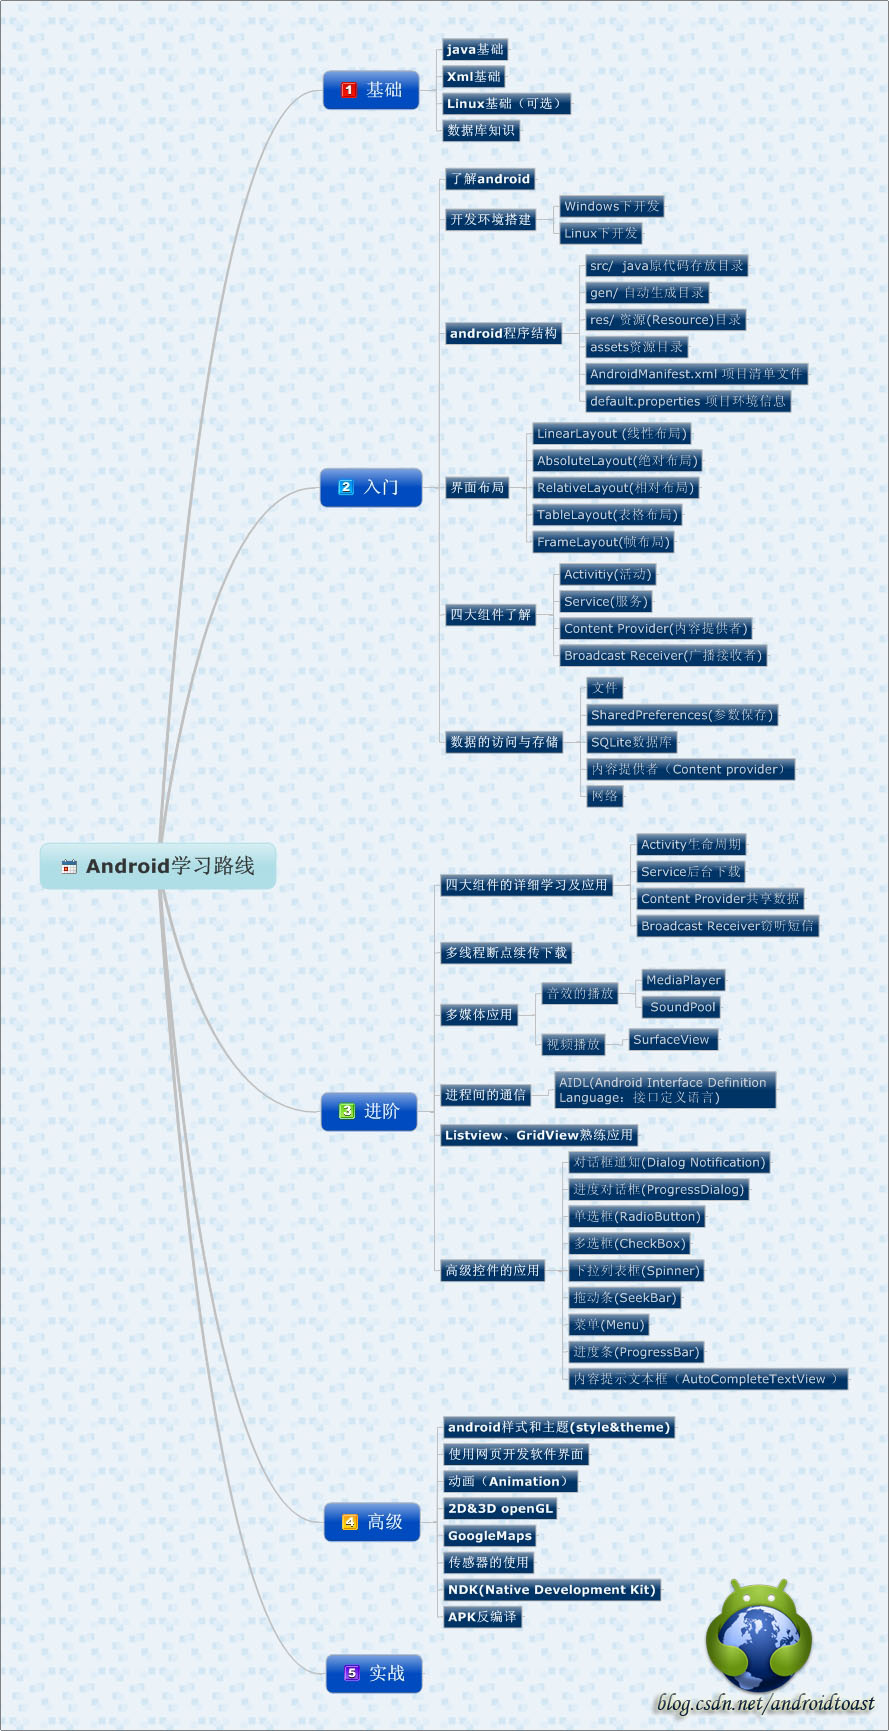 1 基础
java基础
Xml基础
Linux基础（可选）
数据库知识
2 入门
了解android
开发环境搭建
Windows下开发
Linux下开发
android程序结构
src/ java原代码存放目录
gen/ 自动生成目录
res/ 资源(Resource)目录
assets资源目录
AndroidManifest.xml 项目清单文件
default.properties 项目环境信息
界面布局
LinearLayout (线性布局)
AbsoluteLayout(绝对布局)
RelativeLayout(相对布局)
TableLayout(表格布局)
FrameLayout(帧布局)
四大组件了解
Activitiy(活动)
Service(服务)
Content Provider(内容提供者)
Broadcast Receiver(广播接收者)
数据的访问与存储
文件
SharedPreferences(参数保存)
SQLite数据库
内容提供者（Content provider）
网络
Android学习路线
3 进阶
四大组件的详细学习及应用
Activity生命周期
Service后台下载
Content Provider共享数据
Broadcast Receiver窃听短信
多线程断点续传下载
多媒体应用
音效的播放
MediaPlayer
SoundPool
视频播放
SurfaceView
进程间的通信
AIDL(Android Interface Definition
Language：接口定义语言)
Listview、GridView熟练应用
高级控件的应用
对话框通知(Dialog Notification)
进度对话框(ProgressDialog)
单选框(RadioButton)
多选框(CheckBox)
下拉列表框(Spinner)
拖动条(SeekBar)
菜单(Menu)
进度条(ProgressBar)
内容提示文本框（AutoCompleteTextView ）
4 高级
android样式和主题(style&theme)
使用网页开发软件界面
动画（Animation）
2D&3D openGL
GoogleMaps
传感器的使用
NDK(Native Development Kit)
APK反编译
5 实战
blog.csdn.net/androidtoast